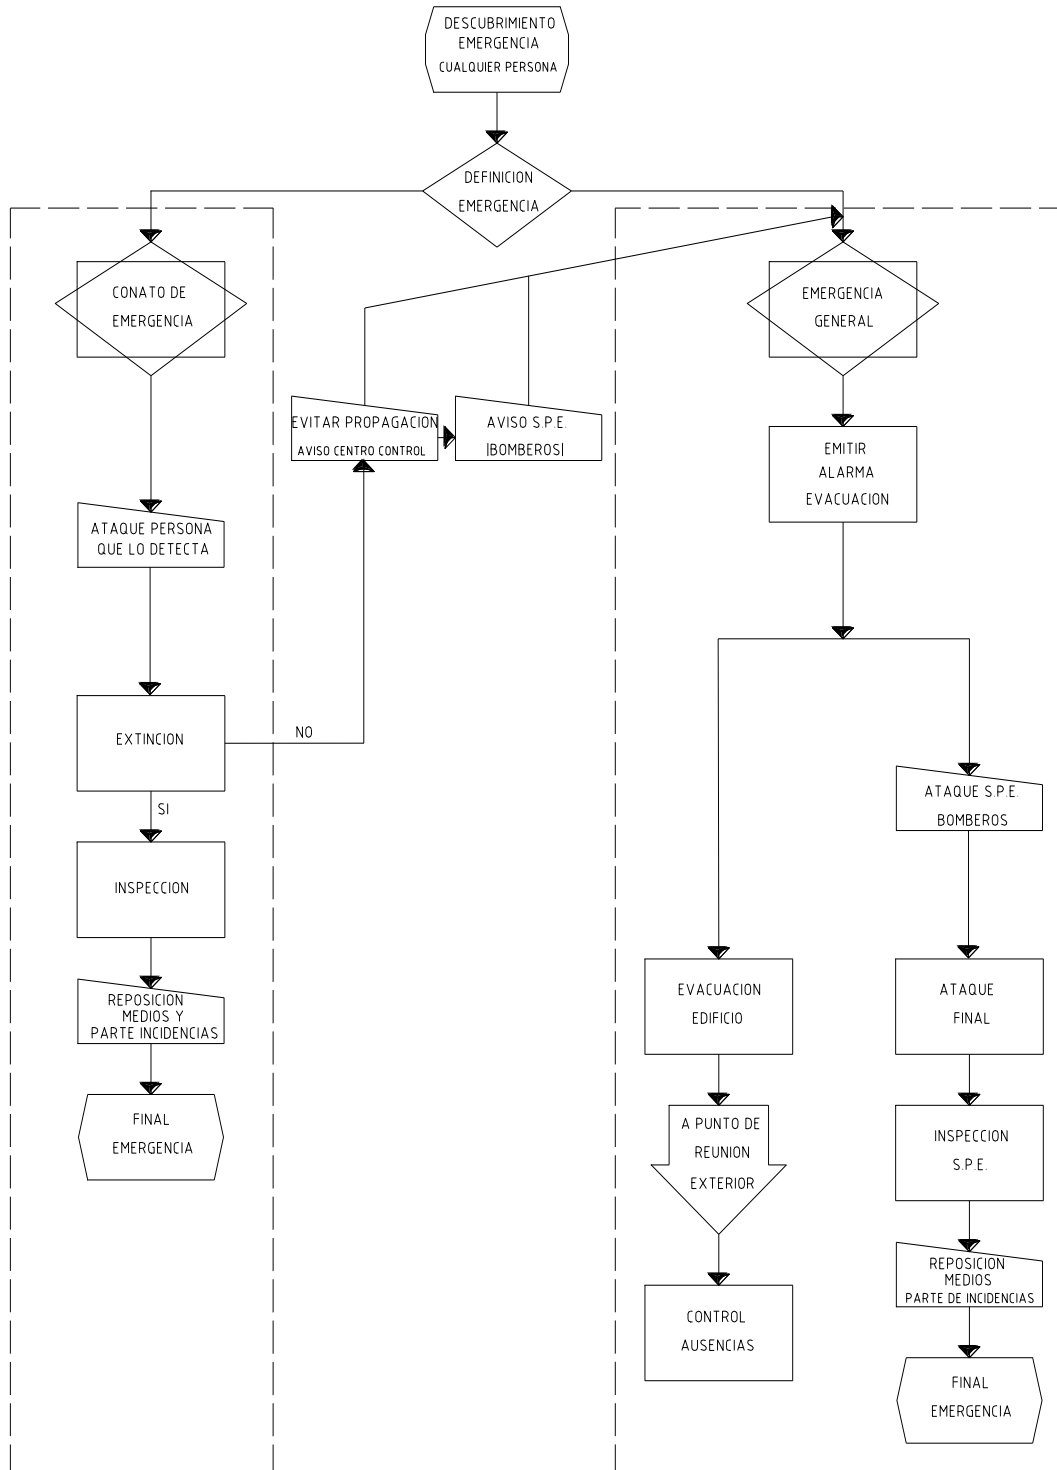 DESCUBRIMIENTO
EMERGENCIA
CUALQUIER PERSONA
DEFINICION
EMERGENCIA
CONATO DE
EMERGENCIA
EMERGENCIA
GENERAL
EVITAR PROPAGACION
AVISO CENTRO CONTROL
AVISO S.P.E.
|BOMBEROS|
EMITIR
ALARMA
EVACUACION
ATAQUE PERSONA
QUE LO DETECTA
EXTINCION
NO
SI
INSPECCION
REPOSICION
MEDIOS Y
PARTE INCIDENCIAS
FINAL
EMERGENCIA
ATAQUE S.P.E.
BOMBEROS
EVACUACION
EDIFICIO
ATAQUE
FINAL
A PUNTO DE
REUNION
EXTERIOR
INSPECCION
S.P.E.
CONTROL
AUSENCIAS
REPOSICION
MEDIOS
PARTE DE INCIDENCIAS
FINAL
EMERGENCIA